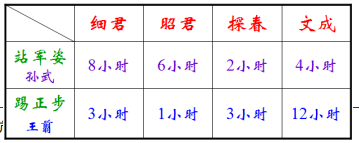 细君 昭君 探春 文成
站军姿 8小时 6小时 2小时 4小时
孙武
踢正步 3小时 1小时 3小时 12小时
王翦